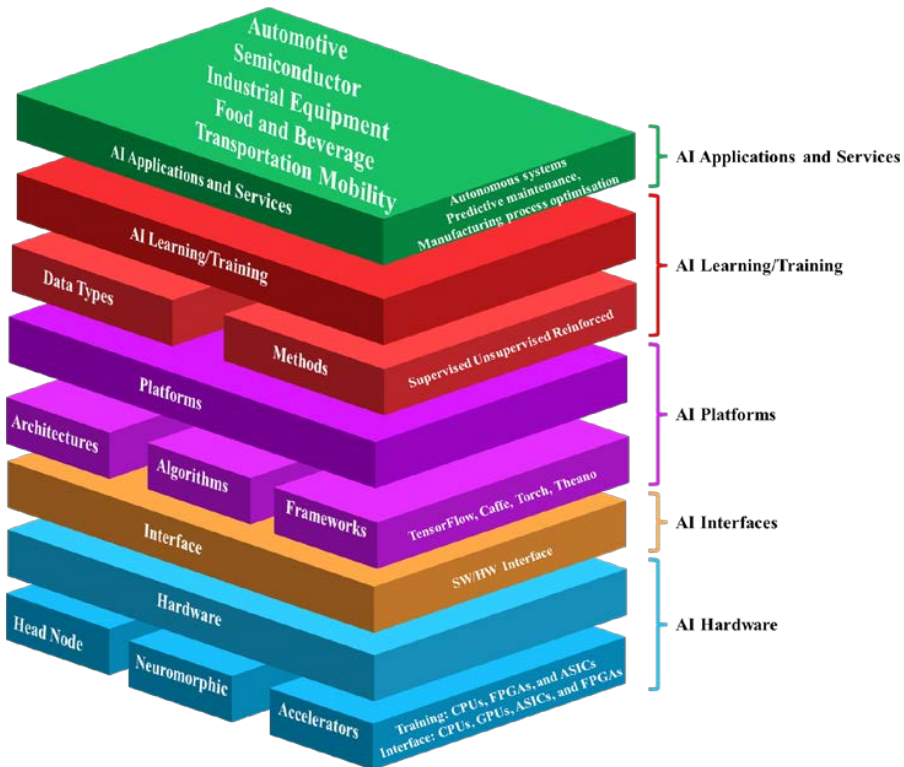 Automotive
Semiconductor
Industrial Equipment
Food and Beverage
Transportation Mobility
AI Applications and Services
Autonomous systems
Predictive maintenance,
Manufacturing process optimisation
AI Applications and Services
AI Learning/Training
AI Learning/Training
Data Types
Methods
Supervised Unsupervised Reinforced
Platforms
AI Platforms
Architectures
Algorithms
Frameworks
TensorFlow, Caffe, Torch, Theano
Interface
SW/HW Interface
AI Interfaces
Hardware
AI Hardware
Head Node
Neuromorphic
Accelerators
Training: CPUs, FPGAs, and ASICs
Interface: CPUs, GPUs, ASICs, and FPGAs